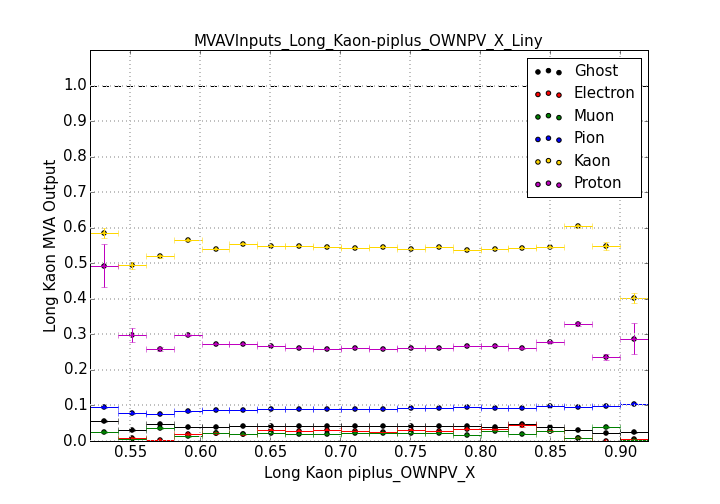 MVAVInputs_Long_Kaon-piplus_OWNPV_X_Liny
Ghost
Electron
Muon
Pion
Kaon
Proton
Long Kaon MVA Output
1.0
0.9
0.8
0.7
0.6
0.5
0.4
0.3
0.2
0.1
0.0
0.55 0.60 0.65 0.70 0.75 0.80 0.85 0.90
Long Kaon piplus_OWNPV_X